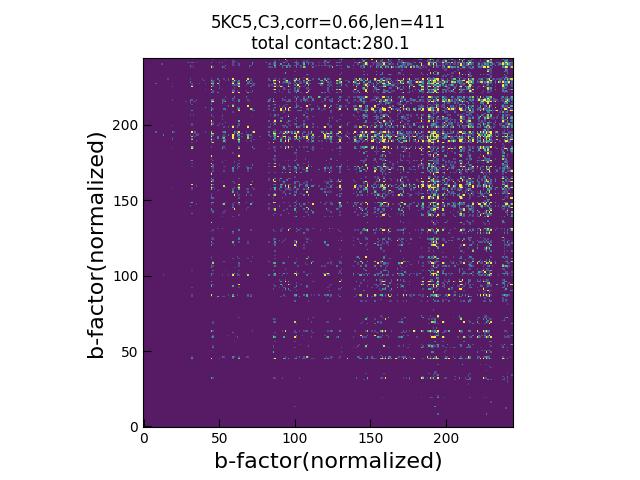 5KC5,C3,corr=0.66,len=411
total contact:280.1
b-factor(normalized)
200
150
100
50
0
0 50 100 150 200
b-factor(normalized)